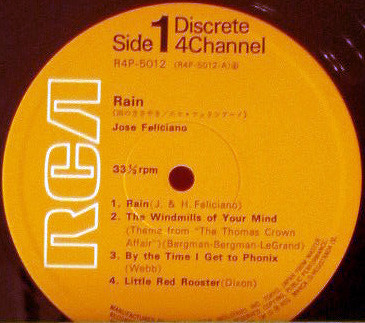 Side 1 Discrete
4Channel
R4P-5012 (R4P-5012-A)
Rain
Jose Feliciano
RCA
33⅓rpm
1. Rain (J. & H. Feliciano)
2. The Windmills of Your Mind
(Theme from "The Thomas Crown
Affair") (Bergman-Bergman-LeGrand)
3. By the Time I Get to Phonix
(Webb)
4. Little Red Rooster (Dixon)